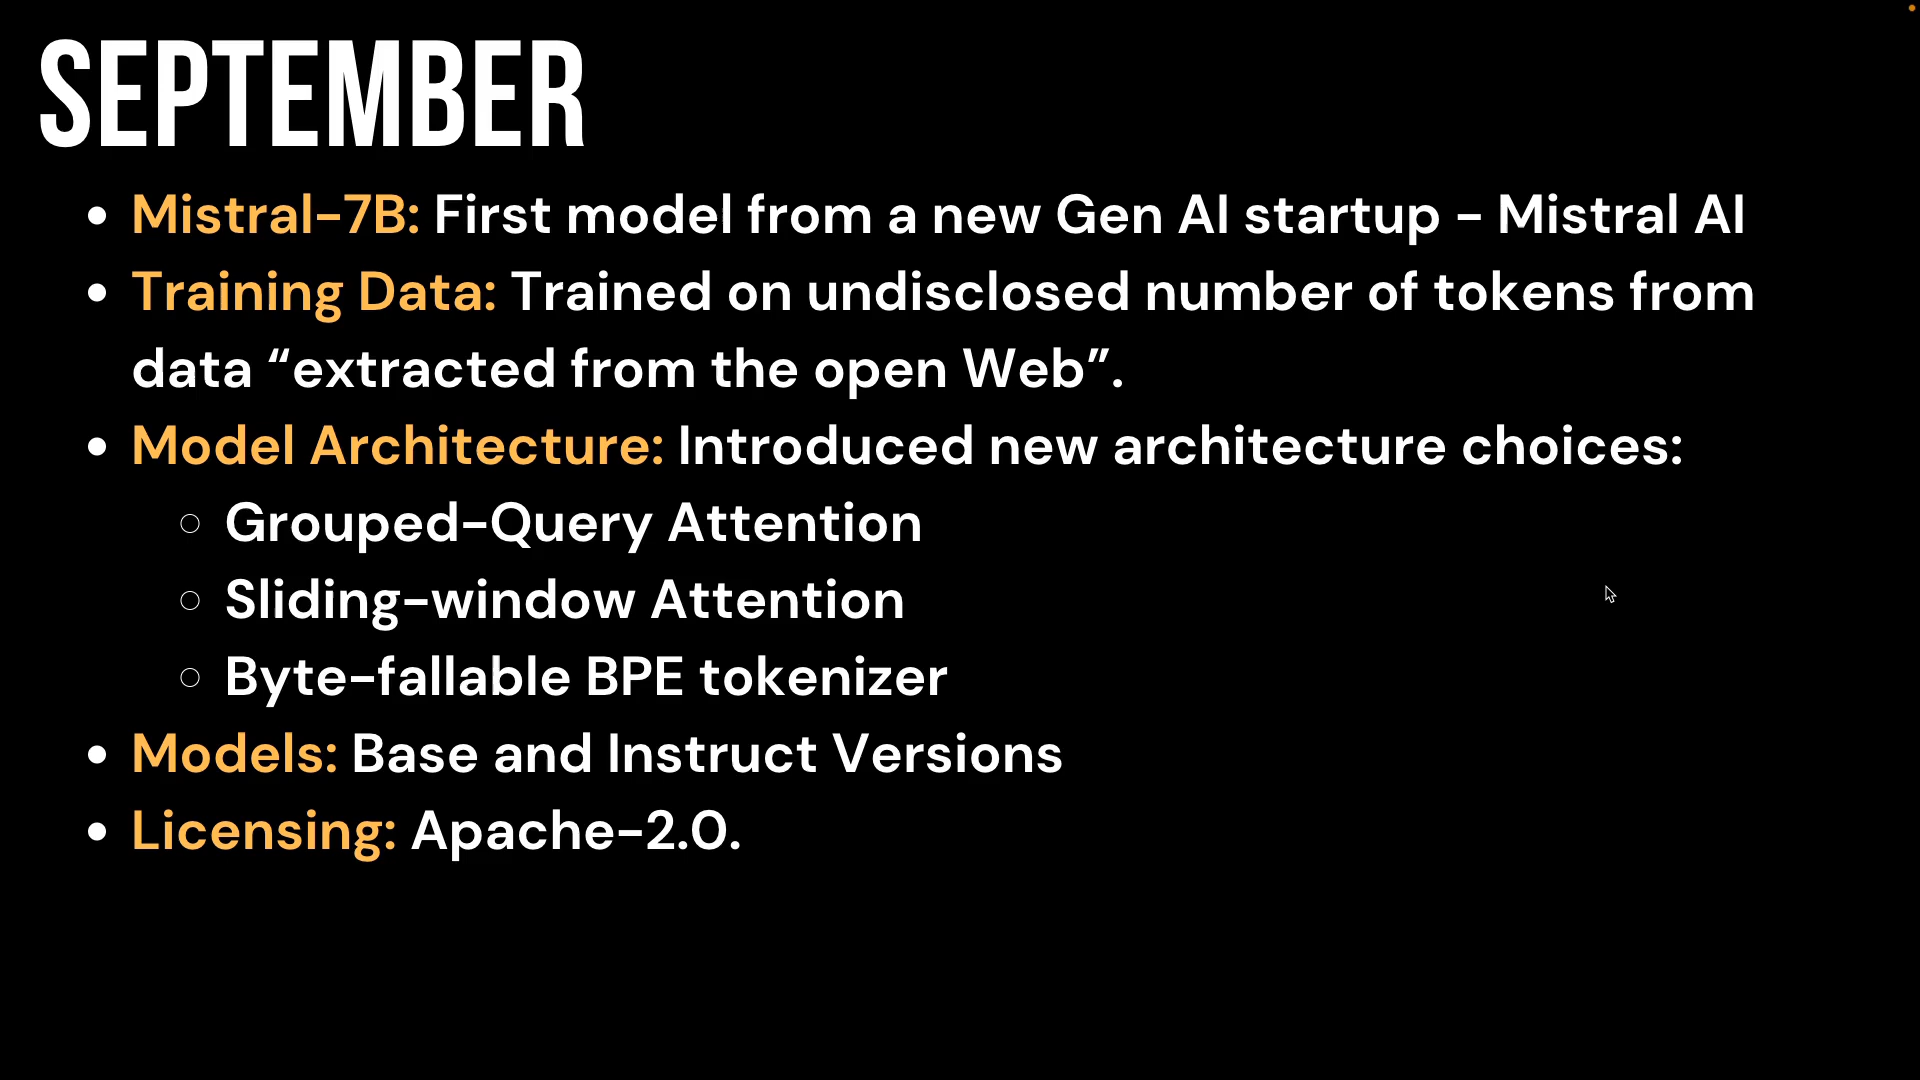 SEPTEMBER
• Mistral-7B: First model from a new Gen AI startup - Mistral AI
• Training Data: Trained on undisclosed number of tokens from
data “extracted from the open Web”.
• Model Architecture: Introduced new architecture choices:
○ Grouped-Query Attention
○ Sliding-window Attention
○ Byte-fallable BPE tokenizer
• Models: Base and Instruct Versions
• Licensing: Apache-2.0.